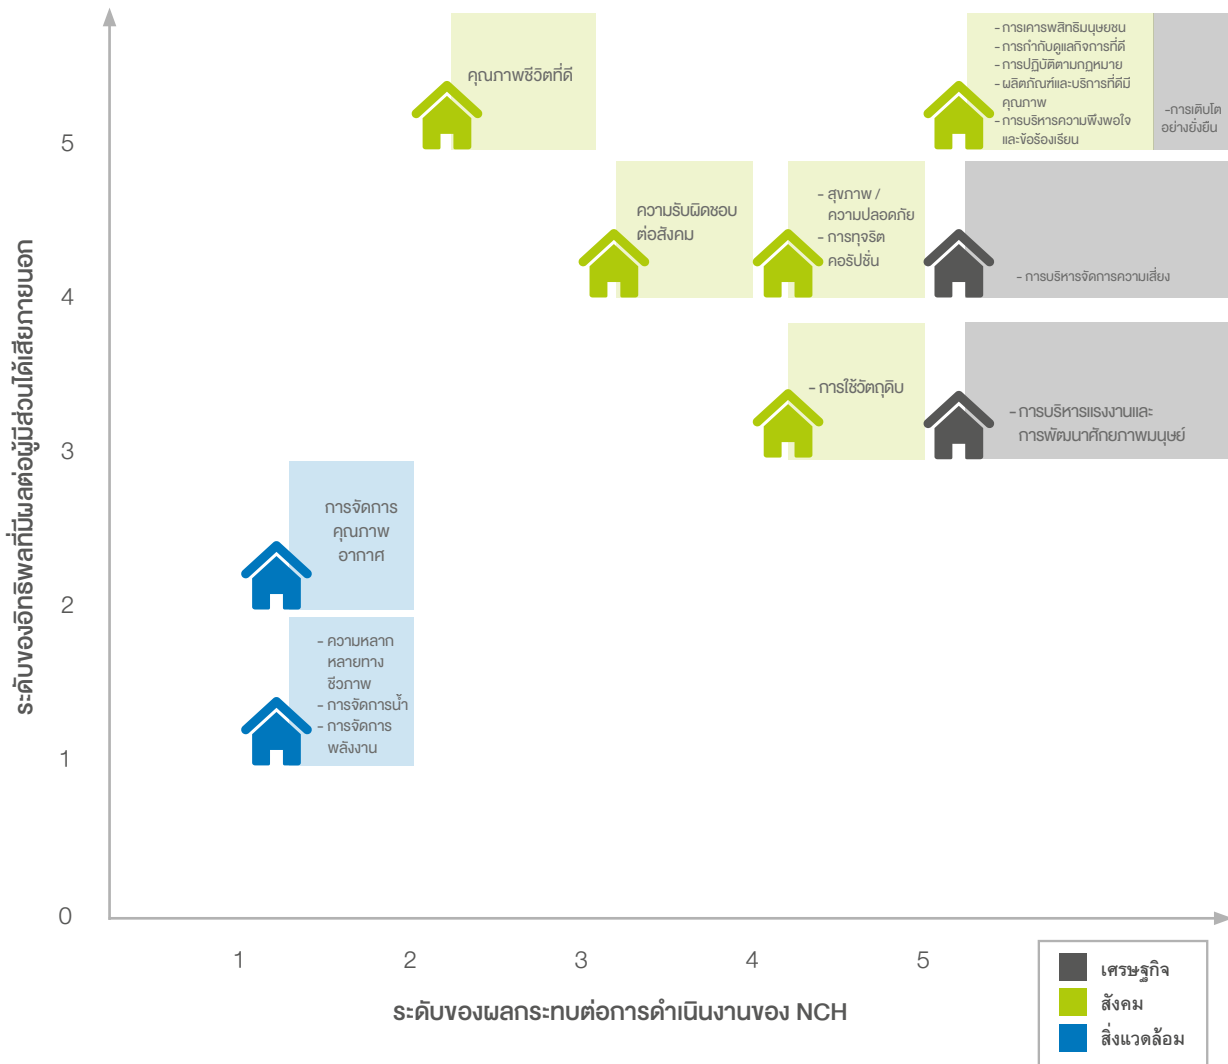 ระดับของอิทธิพลที่มีผลต่อผู้มีส่วนได้เสียภายนอก
5
4
3
2
1
0
คุณภาพชีวิตที่ดี
- การเคารพสิทธิมนุษยชน
- การกำกับดูแลกิจการที่ดี
- การปฏิบัติตามกฎหมาย
- ผลิตภัณฑ์และบริการที่ดีมี
คุณภาพ
- การบริหารความพึงพอใจ
และข้อร้องเรียน
-การเติบโต
อย่างยั่งยืน
ความรับผิดชอบ
ต่อสังคม
- สุขภาพ /
ความปลอดภัย
- การทุจริต
คอรัปชั่น
- การบริหารจัดการความเสี่ยง
- การใช้วัตถุดิบ
- การบริหารแรงงานและ
การพัฒนาศักยภาพมนุษย์
การจัดการ
คุณภาพ
อากาศ
- ความหลาก
หลายทาง
ชีวภาพ
- การจัดการน้ำ
- การจัดการ
พลังงาน
1
2
3
4
5
ระดับของผลกระทบต่อการดำเนินงานของ NCH
เศรษฐกิจ
สังคม
สิ่งแวดล้อม